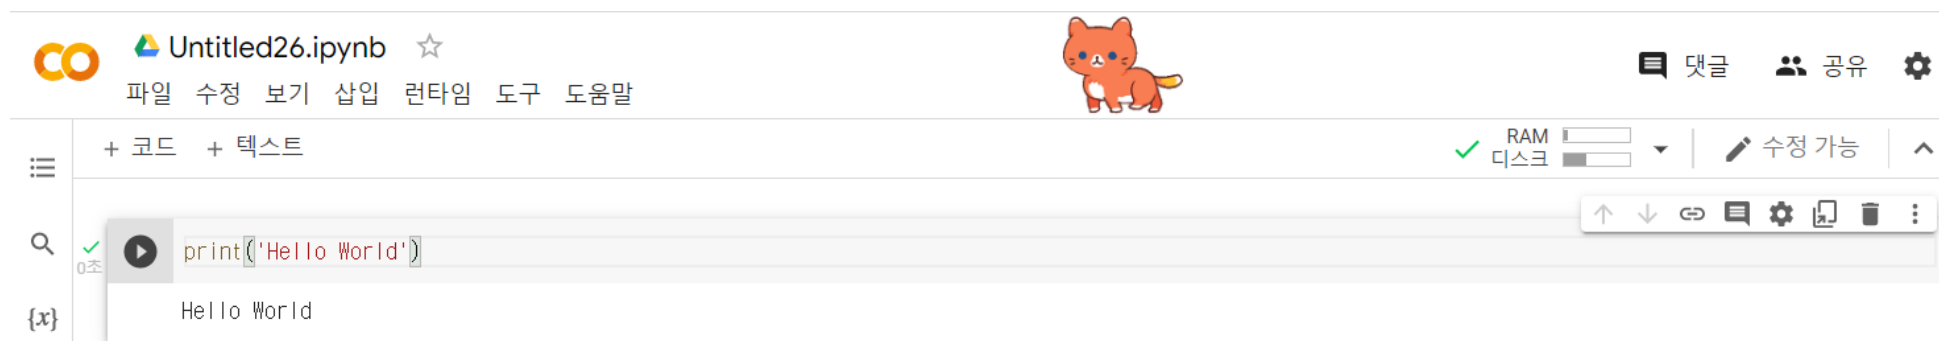 Untitled26.ipynb
파일 수정 보기 삽입 런타임 도구 도움말
댓글 공유
+ 코드 + 텍스트
RAM
디스크
수정 가능
print('Hello World')
0초
Hello World
{x}